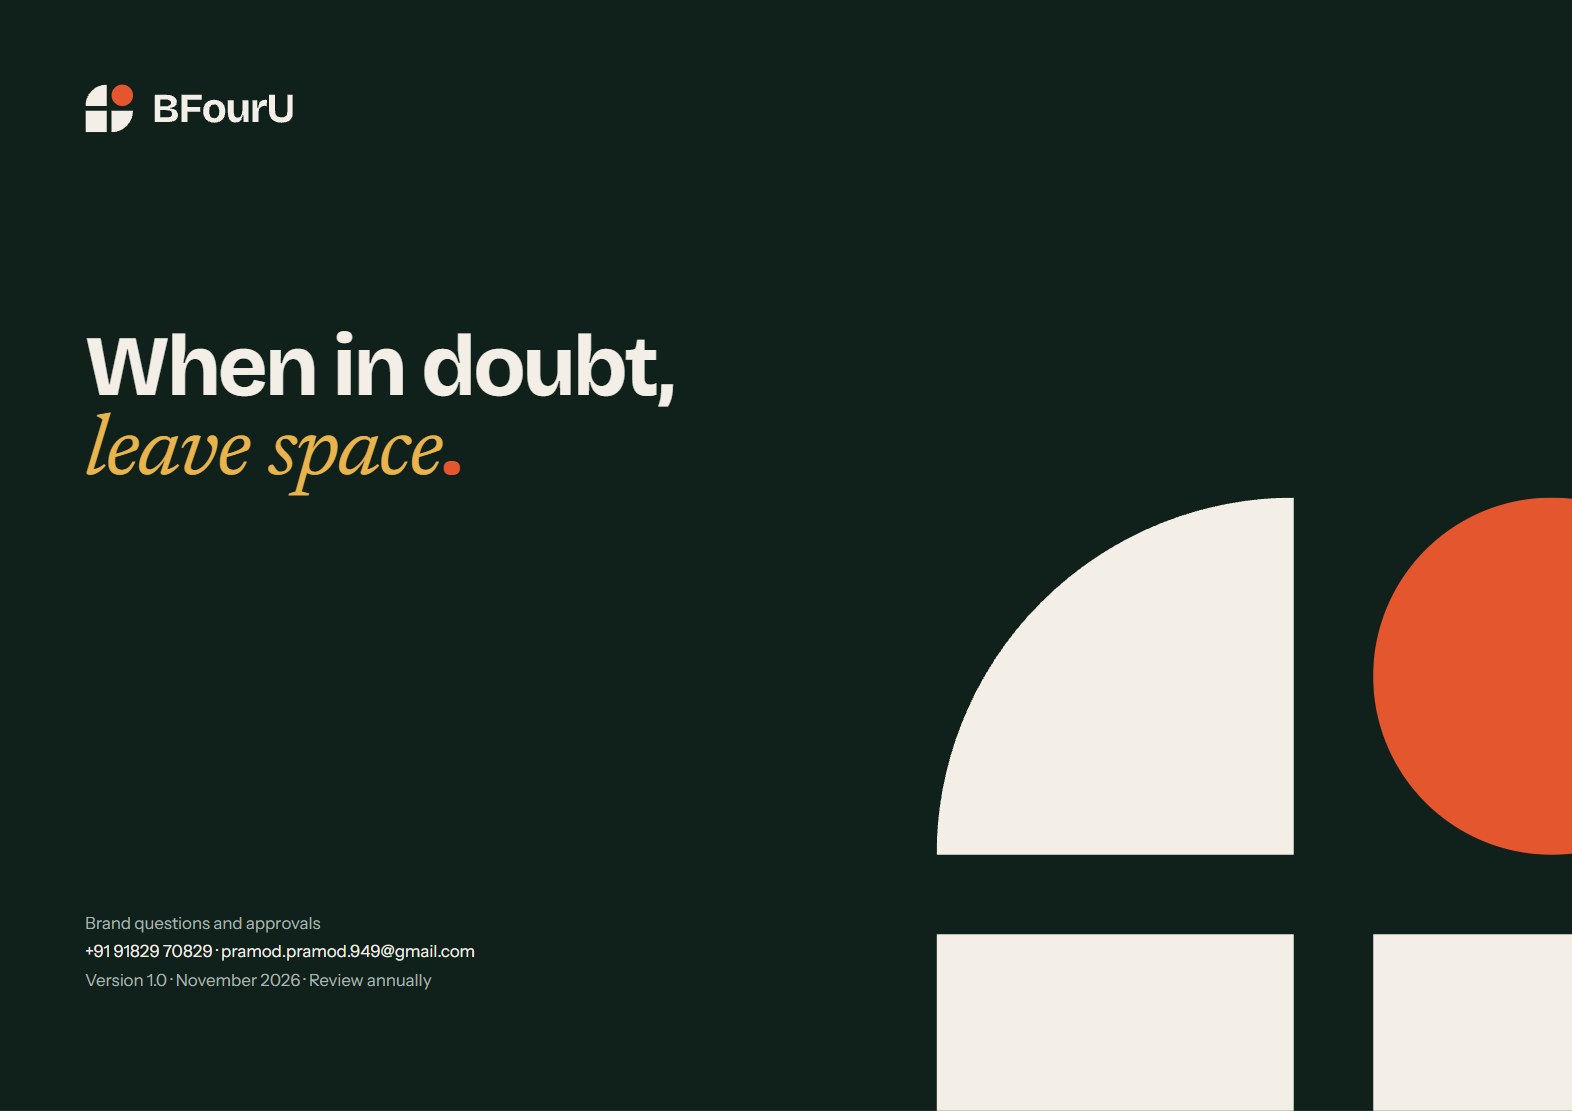 BFourU
When in doubt,
leave space.
Brand questions and approvals
+91 91829 70829 · pramod.pramod.949@gmail.com
Version 1.0 · November 2026 · Review annually